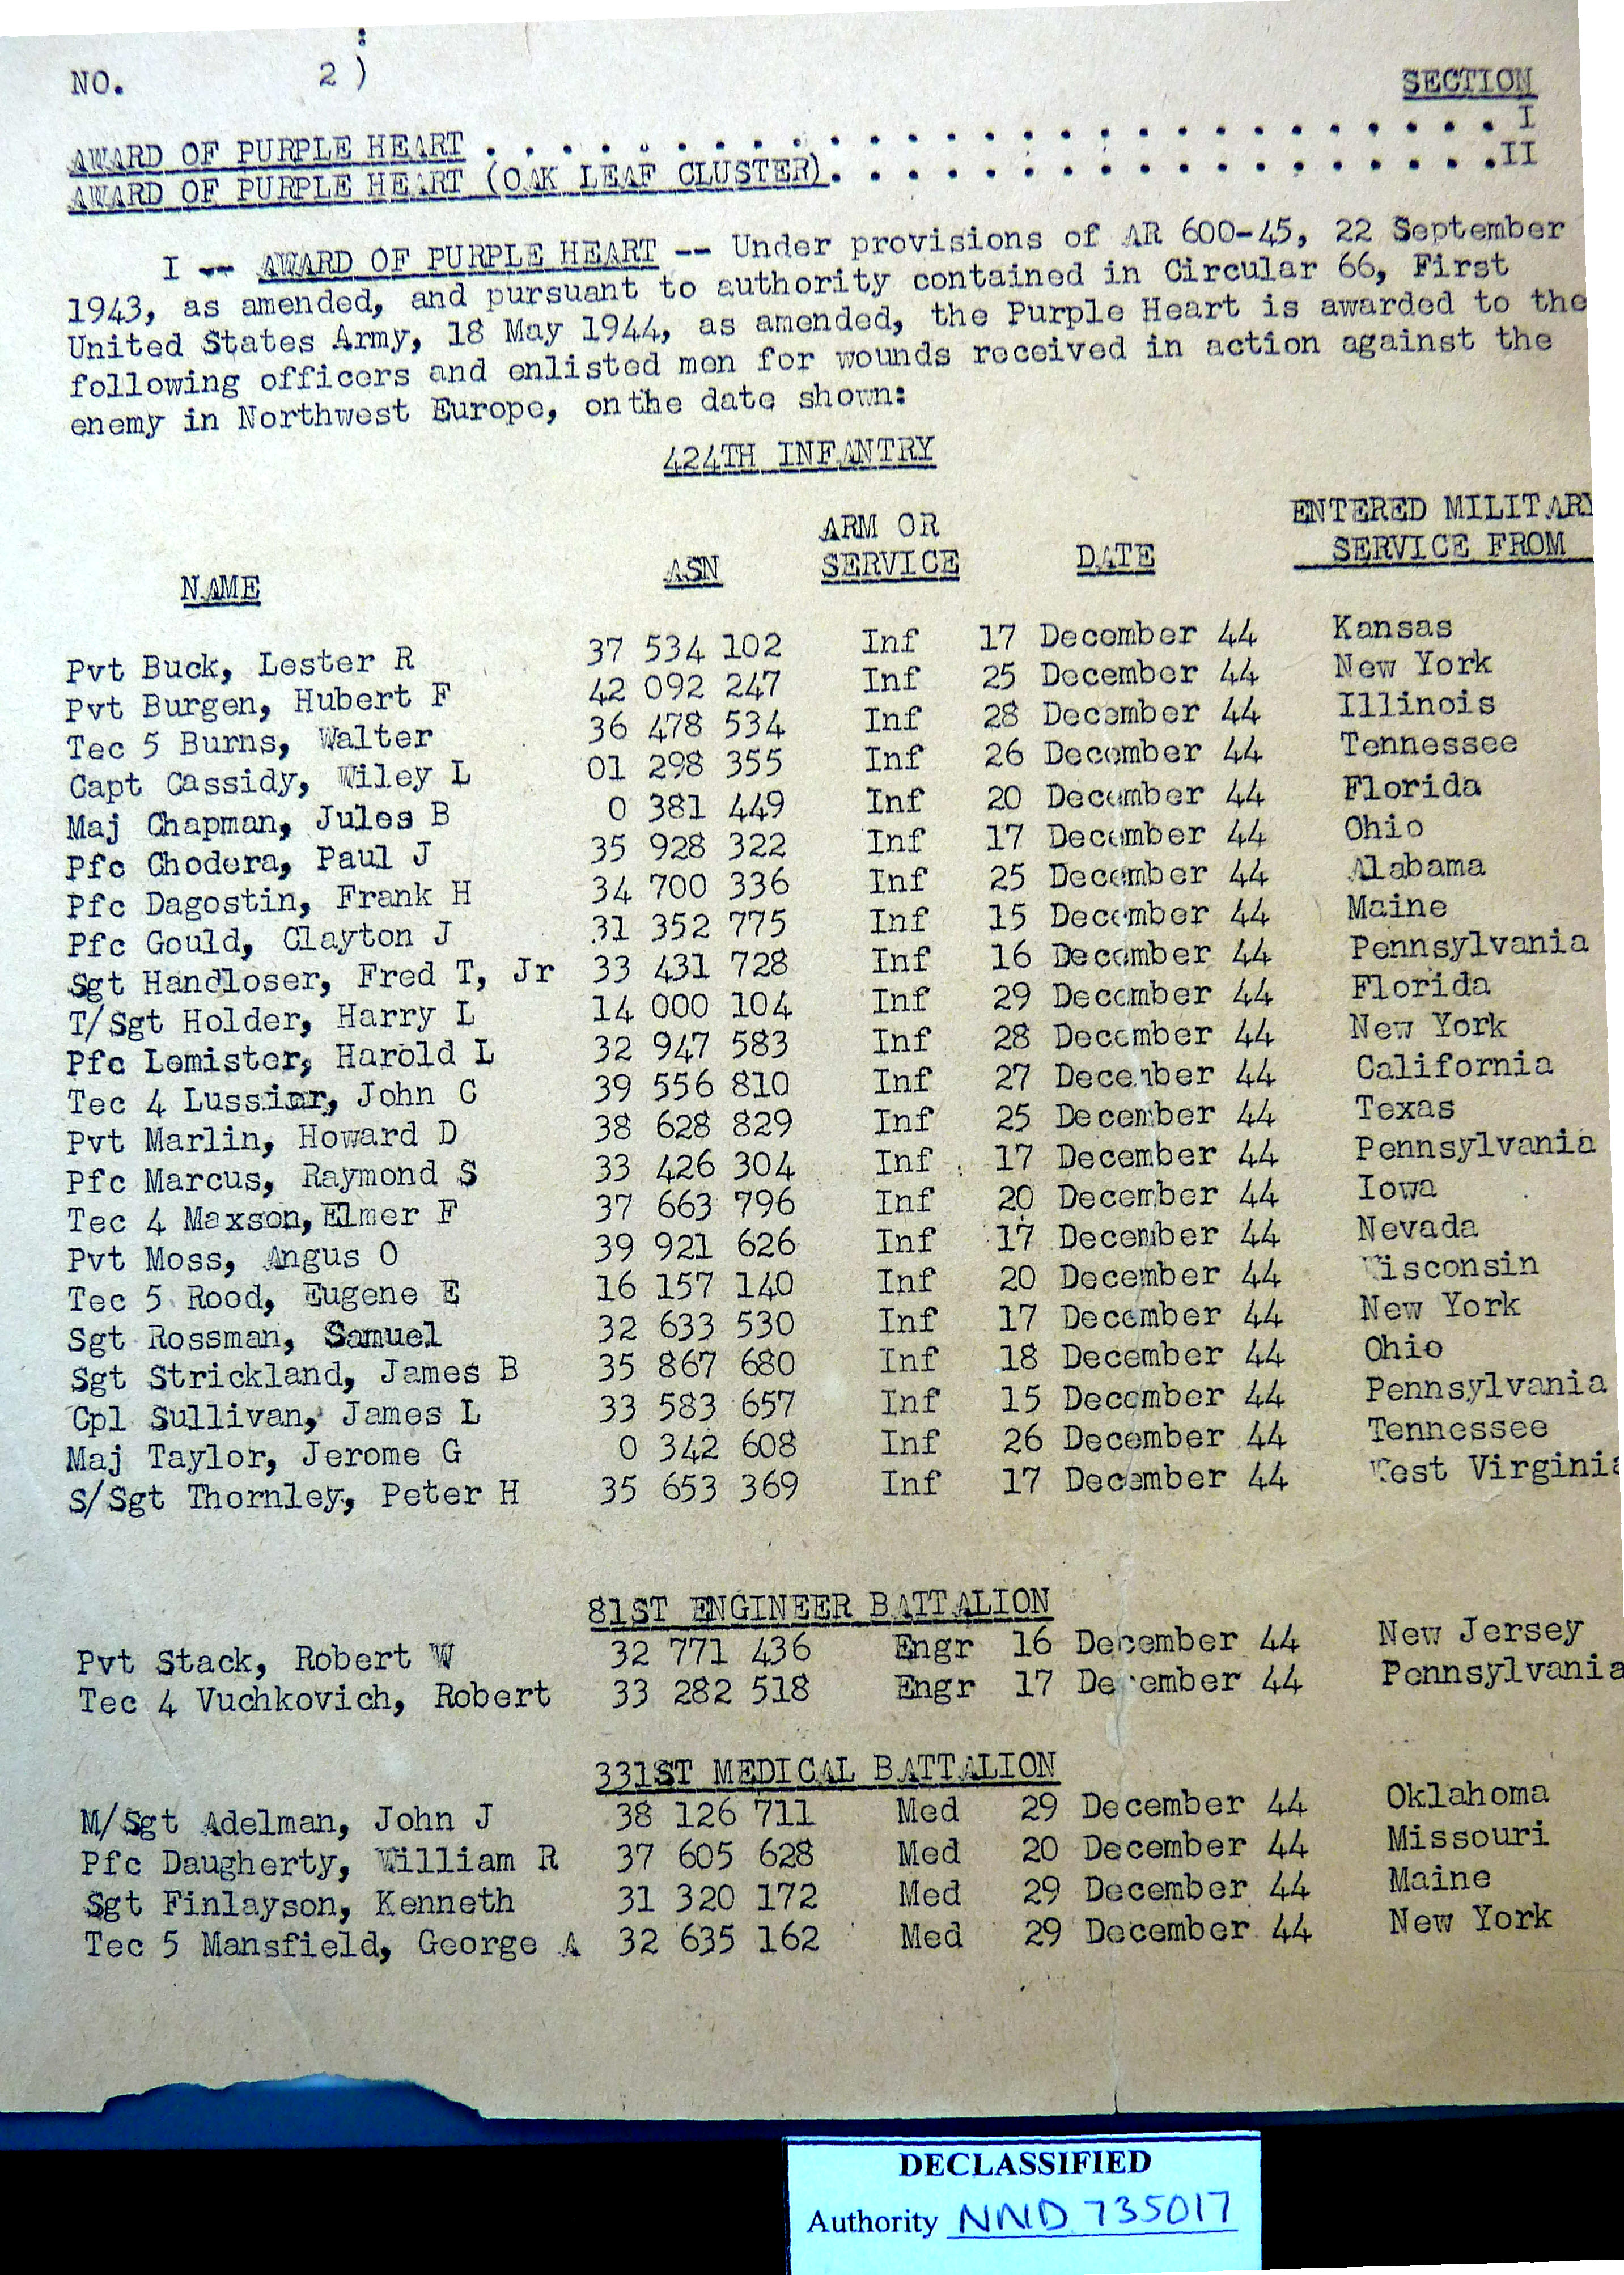 NO. 2 )
SECTION
AWARD OF PURPLE HEART . . . . . . . . . . . . . . . . . . . . . . . . . . . I
AWARD OF PURPLE HEART (OAK LEAF CLUSTER). . . . . . . . . . . . . . . . . . .II
I -- AWARD OF PURPLE HEART -- Under provisions of AR 600-45, 22 September
1943, as amended, and pursuant to authority contained in Circular 66, First
United States Army, 18 May 1944, as amended, the Purple Heart is awarded to the
following officers and enlisted men for wounds received in action against the
enemy in Northwest Europe, on the date shown:
424TH INFANTRY
NAME ASN ARM OR SERVICE DATE ENTERED MILITARY SERVICE FROM
Pvt Buck, Lester R 37 534 102 Inf 17 December 44 Kansas
Pvt Burgen, Hubert F 42 092 247 Inf 25 December 44 New York
Tec 5 Burns, Walter 36 478 534 Inf 28 December 44 Illinois
Capt Cassidy, Wiley L 01 298 355 Inf 26 December 44 Tennessee
Maj Chapman, Jules B 0 381 449 Inf 20 December 44 Florida
Pfc Chodera, Paul J 35 928 322 Inf 17 December 44 Ohio
Pfc Dagostin, Frank H 34 700 336 Inf 25 December 44 Alabama
Pfc Gould, Clayton J 31 352 775 Inf 15 December 44 Maine
Sgt Handloser, Fred T, Jr 33 431 728 Inf 16 December 44 Pennsylvania
T/Sgt Holder, Harry L 14 000 104 Inf 29 December 44 Florida
Pfc Lemister, Harold L 32 947 583 Inf 28 December 44 New York
Tec 4 John C 39 556 810 Inf 27 December 44 California
Pvt Marlin, Howard D 38 628 829 Inf 25 December 44 Texas
Pfc Marcus, Raymond S 33 426 304 Inf 17 December 44 Pennsylvania
Tec 4 Maxson, Elmer F 37 663 796 Inf 20 December 44 Iowa
Pvt Moss, Angus O 39 921 626 Inf 17 December 44 Nevada
Tec 5 Rood, Eugene E 16 157 140 Inf 20 December 44 Wisconsin
Sgt Rossman, Samuel 32 633 530 Inf 17 December 44 New York
Sgt Strickland, James B 35 867 680 Inf 18 December 44 Ohio
Cpl Sullivan, James L 33 583 657 Inf 15 December 44 Pennsylvania
Maj Taylor, Jerome G 0 342 608 Inf 26 December 44 Tennessee
S/Sgt Thornley, Peter H 35 653 369 Inf 17 December 44 West Virginia
81ST ENGINEER BATTALION
Pvt Stack, Robert W 32 771 436 Engr 16 December 44 New Jersey
Tec 4 Vuchkovich, Robert 33 282 518 Engr 17 December 44 Pennsylvania
331ST MEDICAL BATTALION
M/Sgt Adelman, John J 38 126 711 Med 29 December 44 Oklahoma
Pfc Daugherty, William R 37 605 628 Med 20 December 44 Missouri
Sgt Finlayson, Kenneth 31 320 172 Med 29 December 44 Maine
Tec 5 Mansfield, George A 32 635 162 Med 29 December 44 New York
DECLASSIFIED
Authority NND 735017